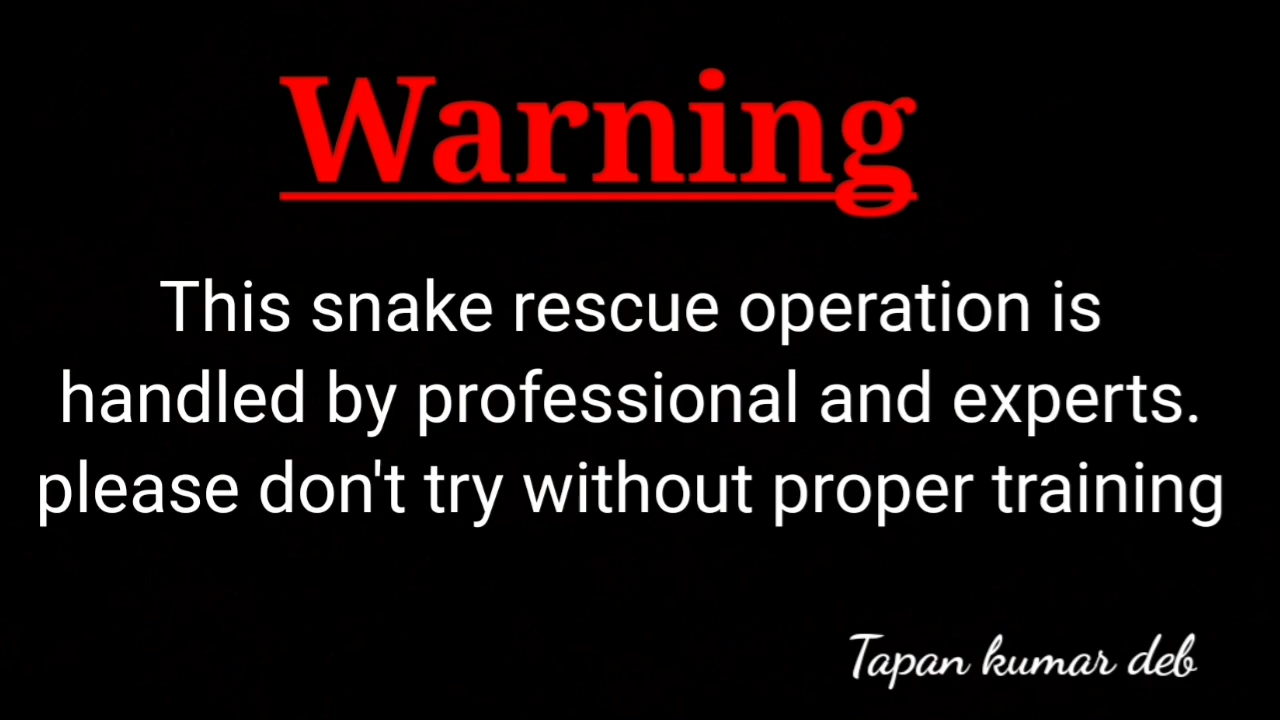 Warning
This snake rescue operation is
handled by professional and experts.
please don't try without proper training
Tapan kumar deb